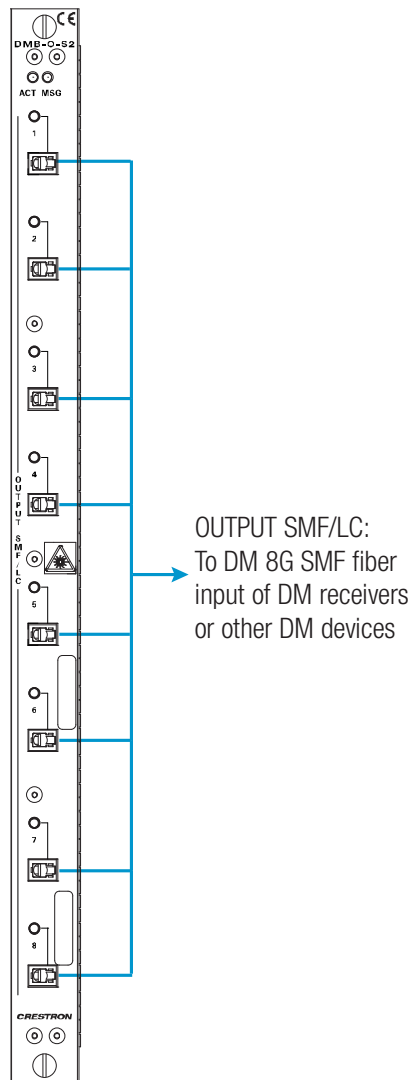 CE
DMB-O-S2
ACT MSG
1
2
3
4
OUTPUT SMF/LC
5
6
7
8
CRESTRON
OUTPUT SMF/LC:
To DM 8G SMF fiber
input of DM receivers
or other DM devices